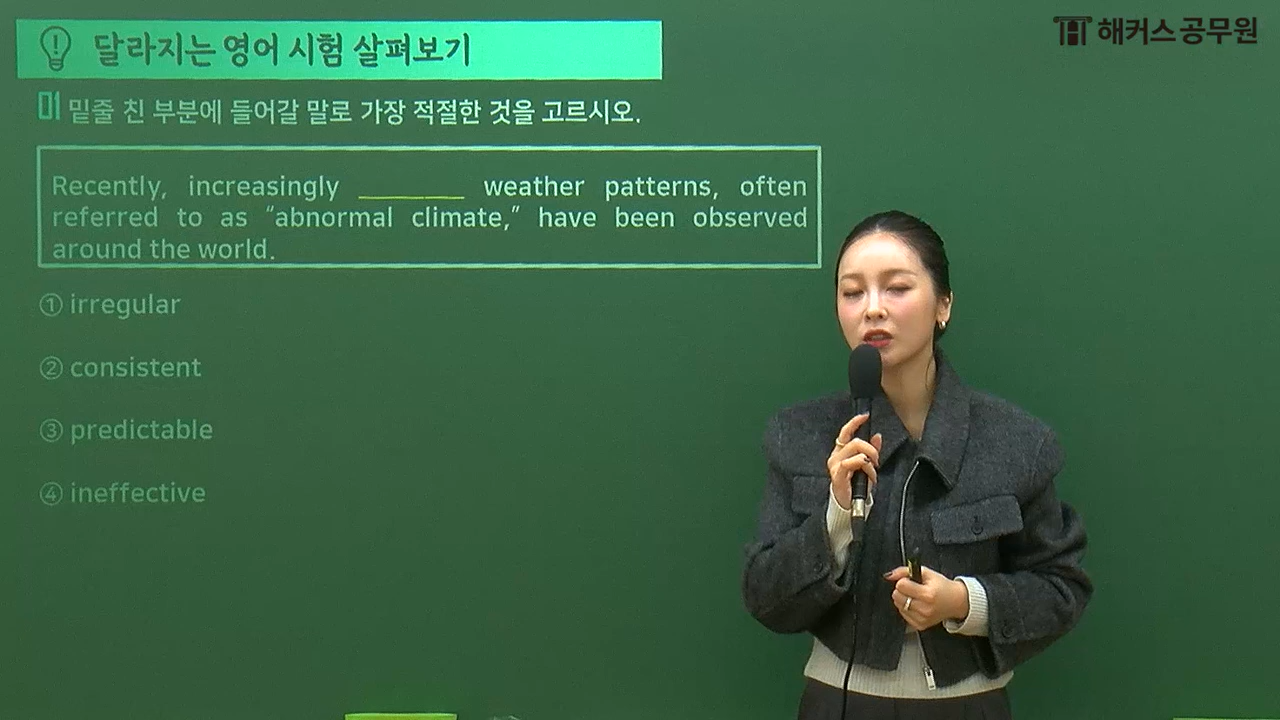 달라지는 영어 시험 살펴보기
해커스공무원
01 밑줄 친 부분에 들어갈 말로 가장 적절한 것을 고르시오.
Recently, increasingly ________ weather patterns, often
referred to as “abnormal climate,” have been observed
around the world.
① irregular
② consistent
③ predictable
④ ineffective